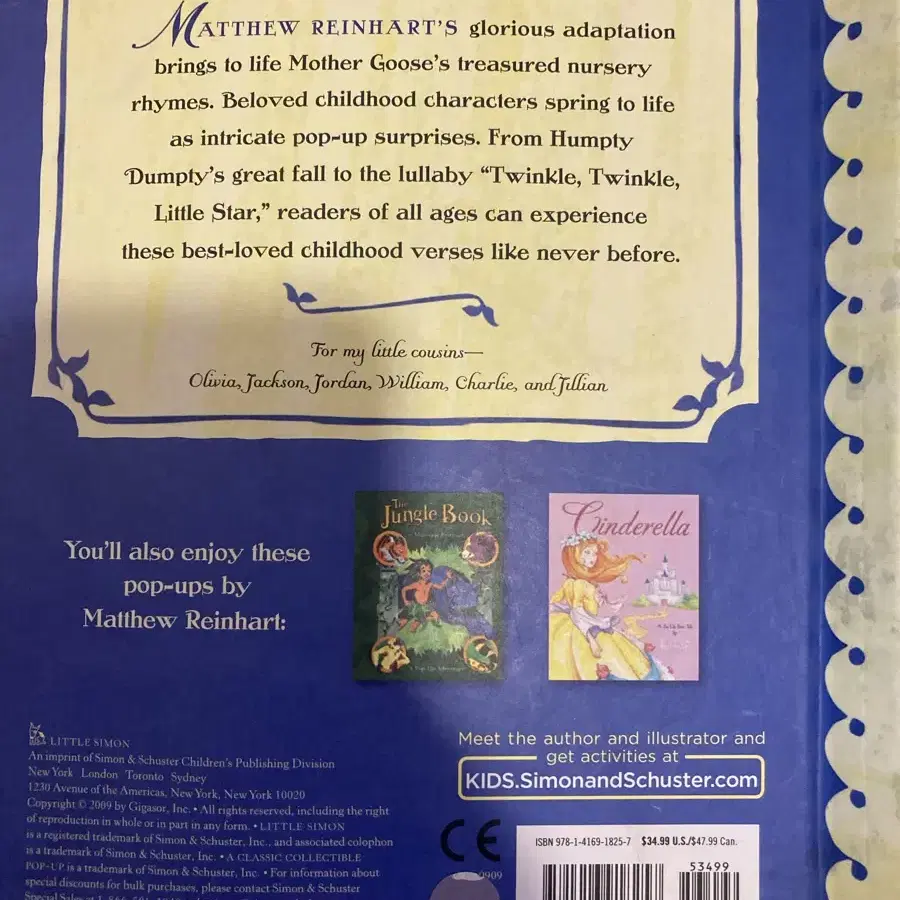 MATTHEW REINHART'S glorious adaptation
brings to life Mother Goose's treasured nursery
rhymes. Beloved childhood characters spring to life
as intricate pop-up surprises. From Humpty
Dumpty's great fall to the lullaby "Twinkle, Twinkle,
Little Star," readers of all ages can experience
these best-loved childhood verses like never before.
For my little cousins—
Olivia, Jackson, Jordan, William, Charlie, and Jillian
You'll also enjoy these
pop-ups by
Matthew Reinhart:
The
Jungle Book
Cinderella
LITTLE SIMON
An imprint of Simon & Schuster Children's Publishing Division
New York London Toronto Sydney
1230 Avenue of the Americas, New York, New York 10020
Copyright © 2009 by Gigasor, Inc. • All rights reserved, including the right
of reproduction in whole or in part in any form. • LITTLE SIMON
is a registered trademark of Simon & Schuster, Inc., and associated colophon
is a trademark of Simon & Schuster, Inc. • A CLASSIC COLLECTIBLE
POP-UP is a trademark of Simon & Schuster, Inc. • For information about
special discounts for bulk purchases, please contact Simon & Schuster
Special Sales at
Meet the author and illustrator and
get activities at
KIDS.SimonandSchuster.com
CE
0909
ISBN 978-1-4169-1825-7 $34.99 U.S./$47.99 Can.
53499